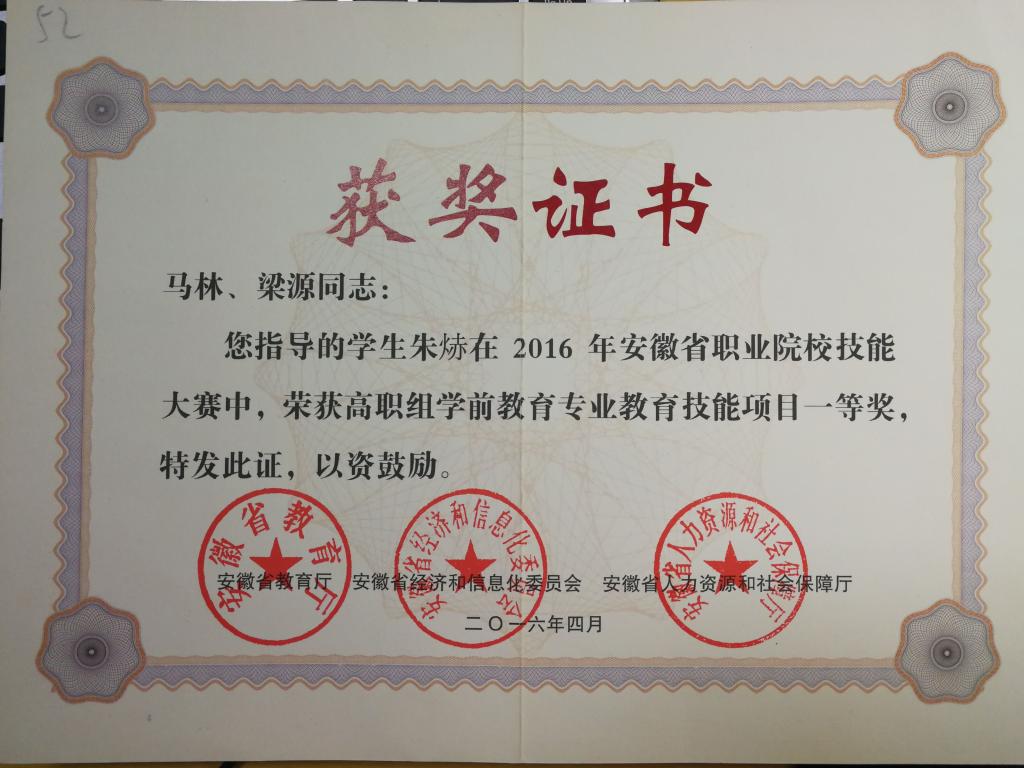 52
获奖证书
马林、梁源同志：
您指导的学生朱焃在 2016 年安徽省职业院校技能
大赛中，荣获高职组学前教育专业教育技能项目一等奖，
特发此证，以资鼓励。
安徽省教育厅
安徽省经济和信息化委员会
安徽省人力资源和社会保障厅
安徽省教育厅 安徽省经济和信息化委员会 安徽省人力资源和社会保障厅
二〇一六年四月